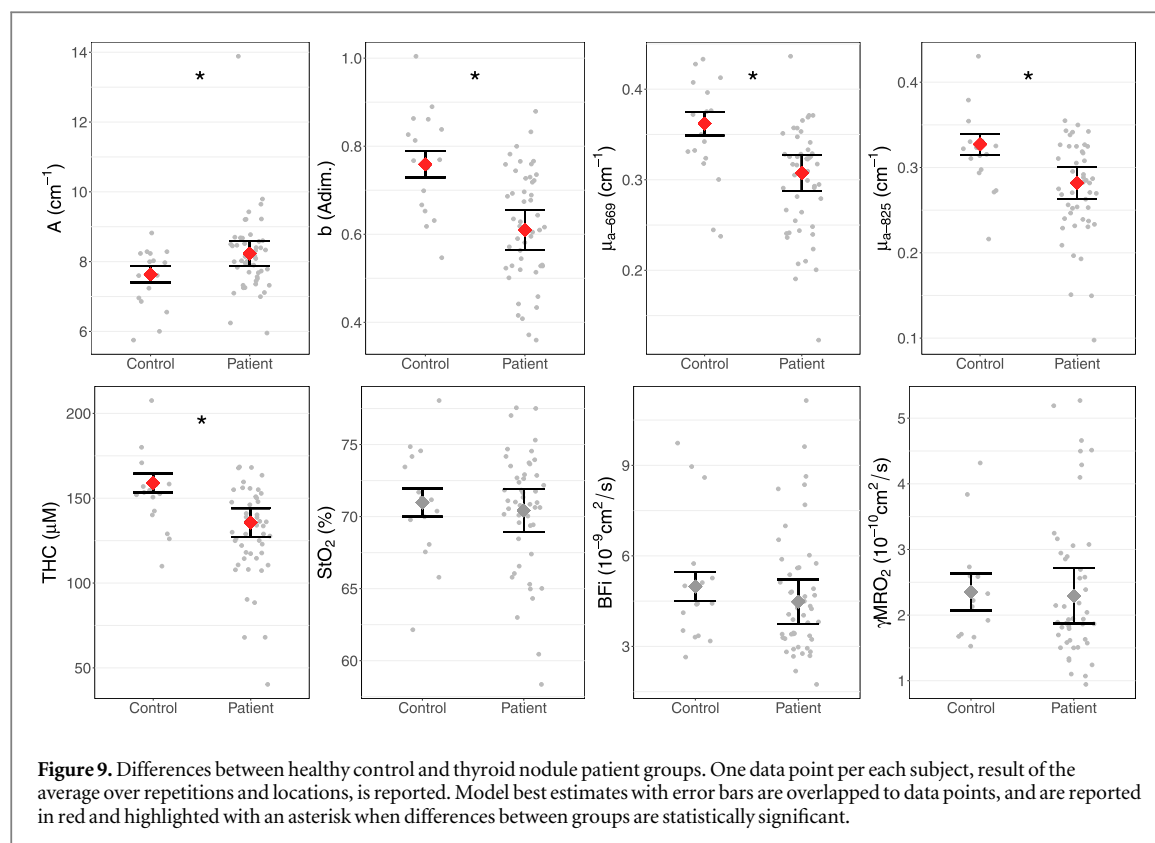 14
12
10
8
6
A (cm⁻¹)
*
Control
Patient
1.0
0.8
0.6
0.4
b (Adim.)
*
Control
Patient
0.4
0.3
0.2
μa−669 (cm⁻¹)
*
Control
Patient
0.4
0.3
0.2
0.1
μa−825 (cm⁻¹)
*
Control
Patient
200
150
100
50
THC (μM)
*
Control
Patient
75
70
65
60
StO₂ (%)
Control
Patient
9
6
3
BFi (10⁻⁹cm²/s)
Control
Patient
5
4
3
2
1
γMRO₂ (10⁻¹⁰cm²/s)
Control
Patient
Figure 9. Differences between healthy control and thyroid nodule patient groups. One data point per each subject, result of the
average over repetitions and locations, is reported. Model best estimates with error bars are overlapped to data points, and are reported
in red and highlighted with an asterisk when differences between groups are statistically significant.